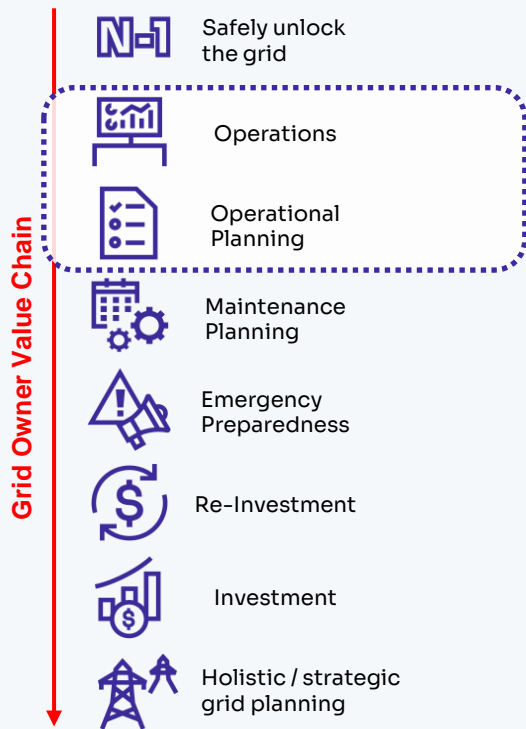 N-1
Safely unlock
the grid
Operations
Operational
Planning
Maintenance
Planning
Emergency
Preparedness
$
Re-Investment
$
Investment
Holistic / strategic
grid planning
Grid Owner Value Chain